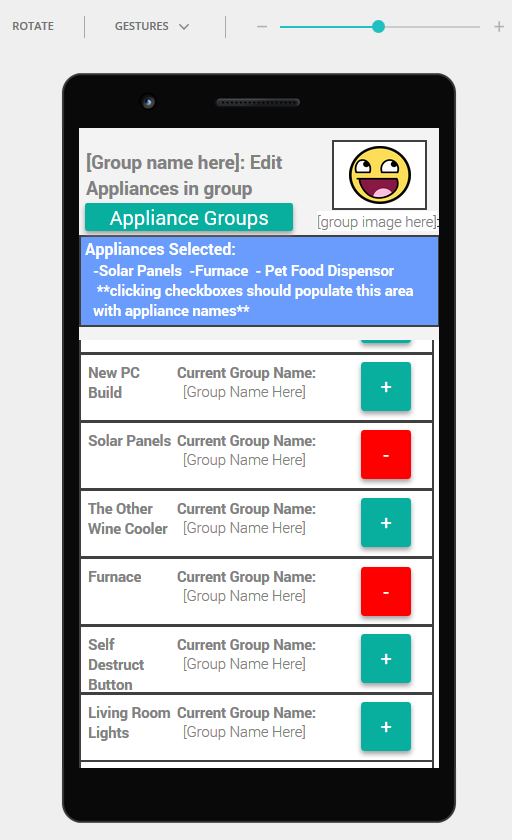 ROTATE GESTURES
[Group name here]: Edit
Appliances in group
Appliance Groups
[group image here]:
Appliances Selected:
-Solar Panels -Furnace - Pet Food Dispensor
**clicking checkboxes should populate this area
with appliance names**
New PC Build
Current Group Name:
[Group Name Here]
+
Solar Panels
Current Group Name:
[Group Name Here]
-
The Other
Wine Cooler
Current Group Name:
[Group Name Here]
+
Furnace
Current Group Name:
[Group Name Here]
-
Self
Destruct
Button
Current Group Name:
[Group Name Here]
+
Living Room
Lights
Current Group Name:
[Group Name Here]
+